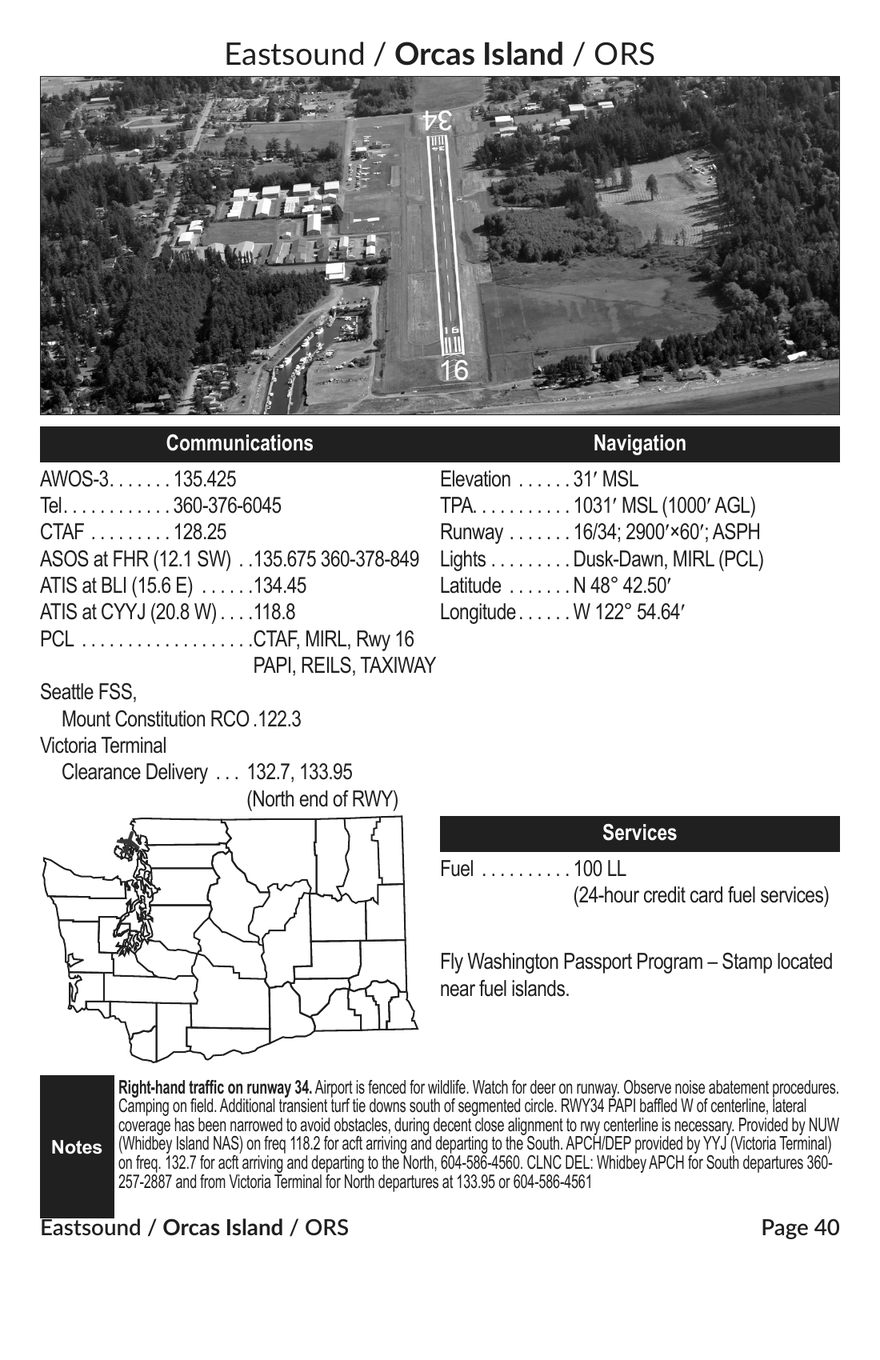 Eastsound / Orcas Island / ORS
34
34
16
16
Communications
AWOS-3. . . . . . . 135.425
Tel. . . . . . . . . . . . 360-376-6045
CTAF . . . . . . . . . 128.25
ASOS at FHR (12.1 SW) . .135.675 360-378-849
ATIS at BLI (15.6 E) . . . . . .134.45
ATIS at CYYJ (20.8 W) . . . .118.8
PCL . . . . . . . . . . . . . . . . . . .CTAF, MIRL, Rwy 16
PAPI, REILS, TAXIWAY
Seattle FSS,
Mount Constitution RCO .122.3
Victoria Terminal
Clearance Delivery . . . 132.7, 133.95
(North end of RWY)
Navigation
Elevation . . . . . . 31′ MSL
TPA. . . . . . . . . . . 1031′ MSL (1000′ AGL)
Runway . . . . . . . 16/34; 2900′×60′; ASPH
Lights . . . . . . . . . Dusk-Dawn, MIRL (PCL)
Latitude . . . . . . . N 48° 42.50′
Longitude. . . . . . W 122° 54.64′
Services
Fuel . . . . . . . . . . 100 LL
(24-hour credit card fuel services)
Fly Washington Passport Program – Stamp located
near fuel islands.
Notes
Right-hand traffic on runway 34. Airport is fenced for wildlife. Watch for deer on runway. Observe noise abatement procedures.
Camping on field. Additional transient turf tie downs south of segmented circle. RWY34 PAPI baffled W of centerline, lateral
coverage has been narrowed to avoid obstacles, during decent close alignment to rwy centerline is necessary. Provided by NUW
(Whidbey Island NAS) on freq 118.2 for acft arriving and departing to the South. APCH/DEP provided by YYJ (Victoria Terminal)
on freq. 132.7 for acft arriving and departing to the North, 604-586-4560. CLNC DEL: Whidbey APCH for South departures 360-
257-2887 and from Victoria Terminal for North departures at 133.95 or 604-586-4561
Eastsound / Orcas Island / ORS
Page 40